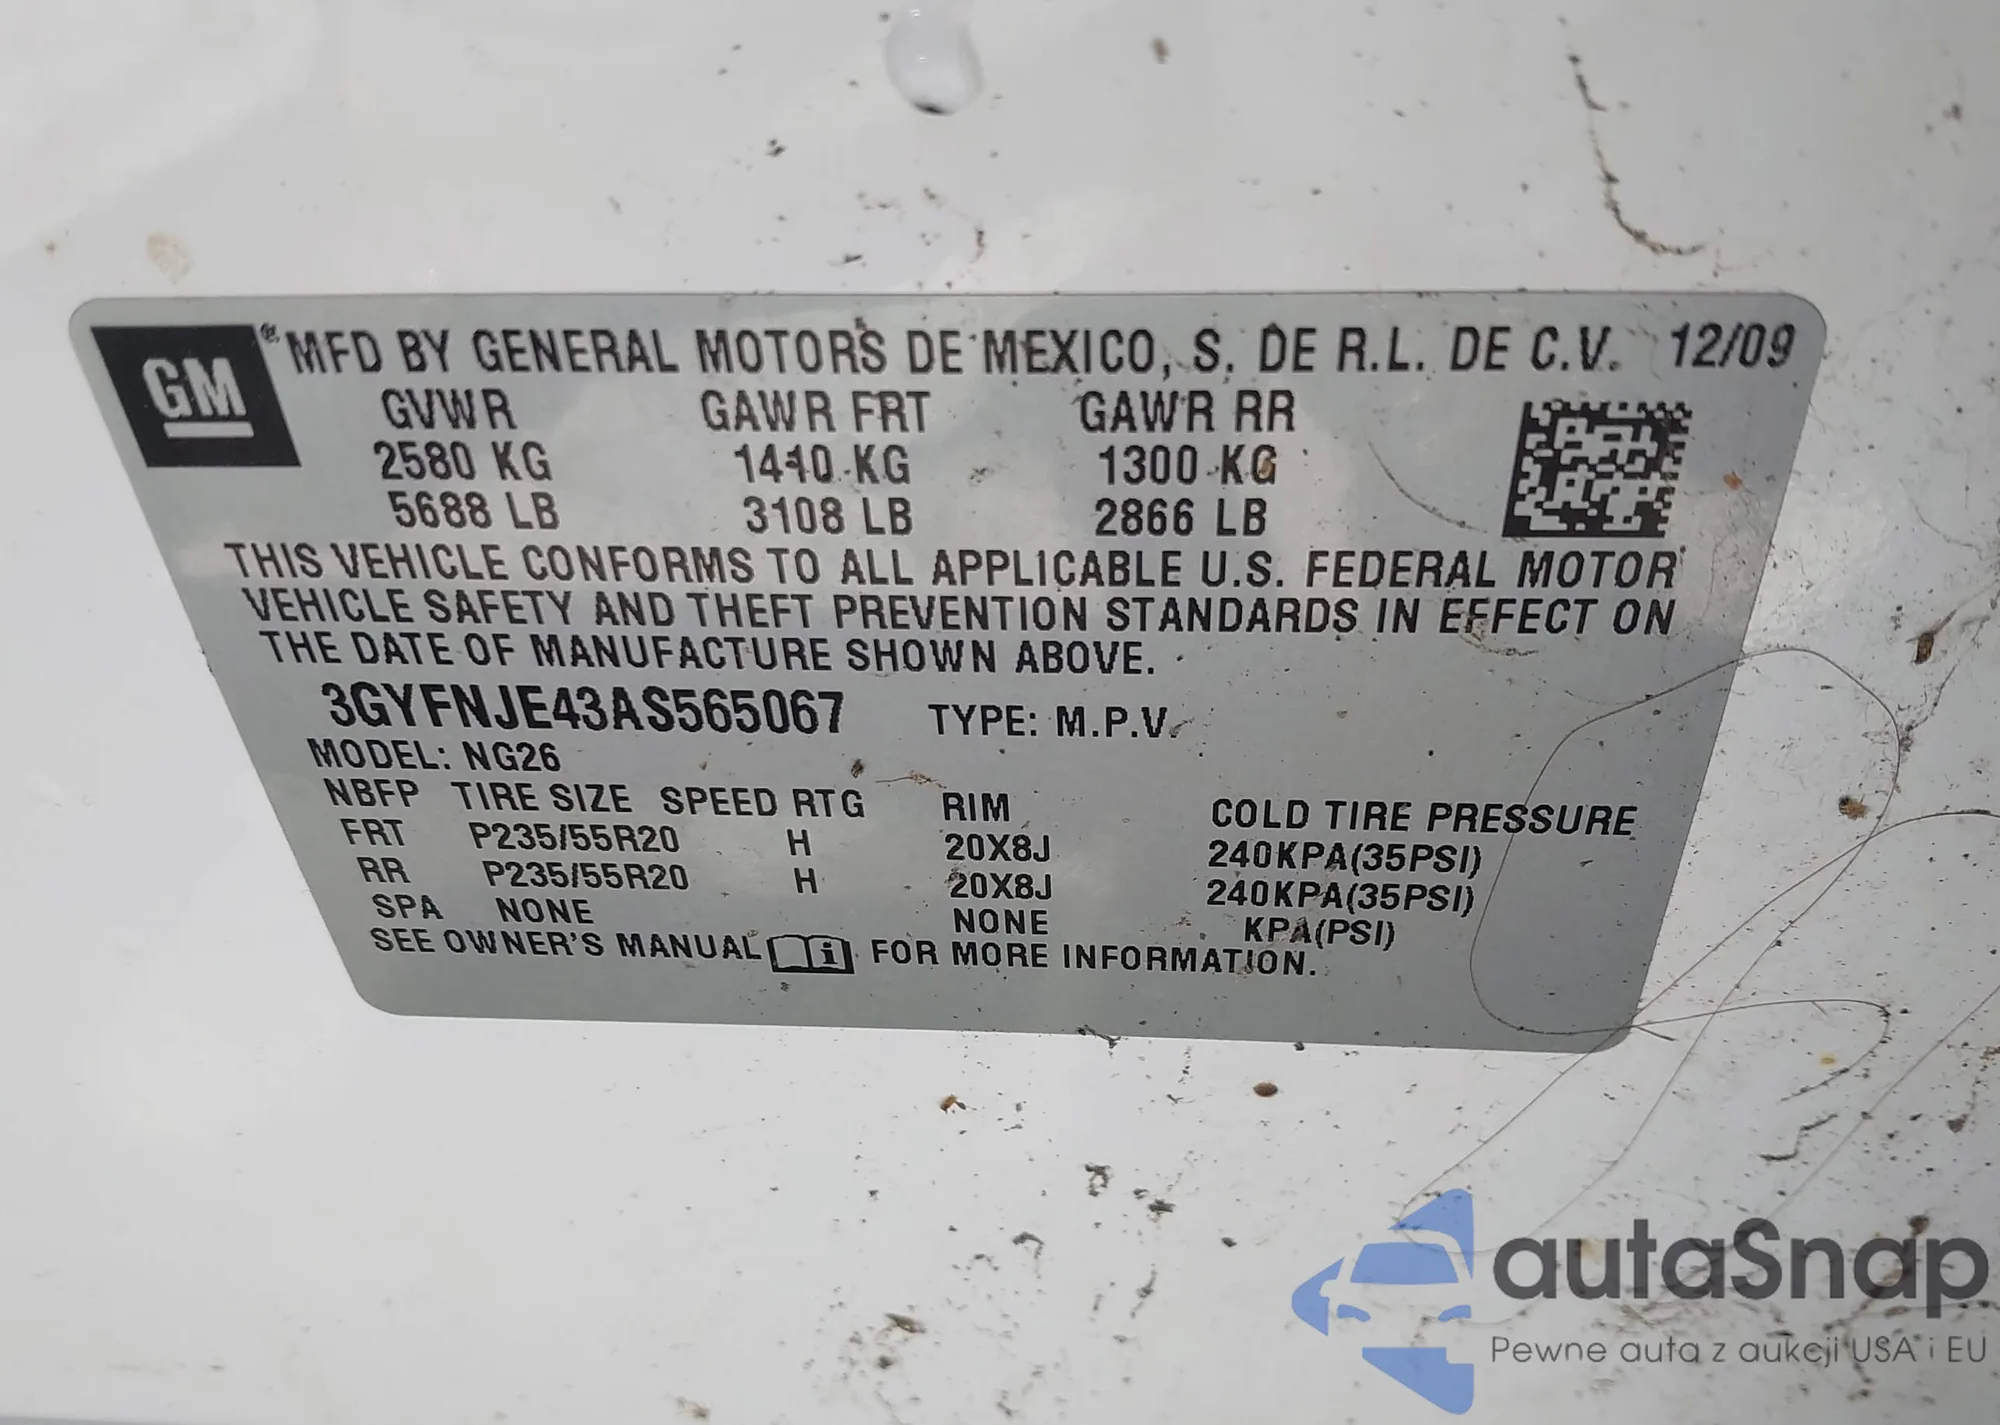 GM® MFD BY GENERAL MOTORS DE MEXICO, S. DE R.L. DE C.V. 12/09
GVWR GAWR FRT GAWR RR
2580 KG 1410 KG 1300 KG
5688 LB 3108 LB 2866 LB
THIS VEHICLE CONFORMS TO ALL APPLICABLE U.S. FEDERAL MOTOR
VEHICLE SAFETY AND THEFT PREVENTION STANDARDS IN EFFECT ON
THE DATE OF MANUFACTURE SHOWN ABOVE.
3GYFNJE43AS565067 TYPE: M.P.V.
MODEL: NG26
NBFP TIRE SIZE SPEED RTG RIM COLD TIRE PRESSURE
FRT P235/55R20 H 20X8J 240KPA(35PSI)
RR P235/55R20 H 20X8J 240KPA(35PSI)
SPA NONE NONE KPA(PSI)
SEE OWNER'S MANUAL i FOR MORE INFORMATION.
autaSnap
Pewne auta z aukcji USA i EU